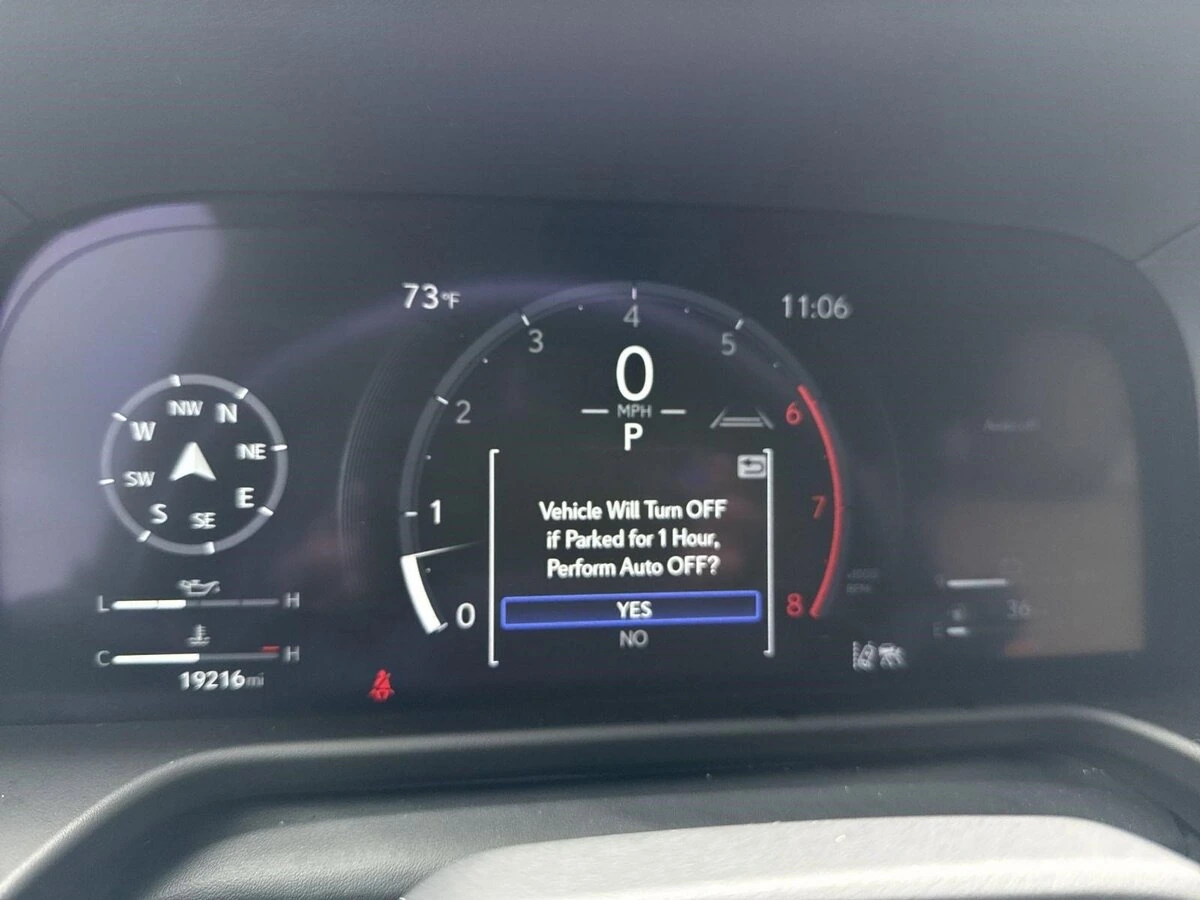 73°F
11:06
4
3
5
0
MPH
2
6
P
NW
N
W
NE
SW
E
S
SE
1
7
Vehicle Will Turn OFF
if Parked for 1 Hour,
Perform Auto OFF?
YES
NO
0
8
L
H
C
H
19216mi
36
E